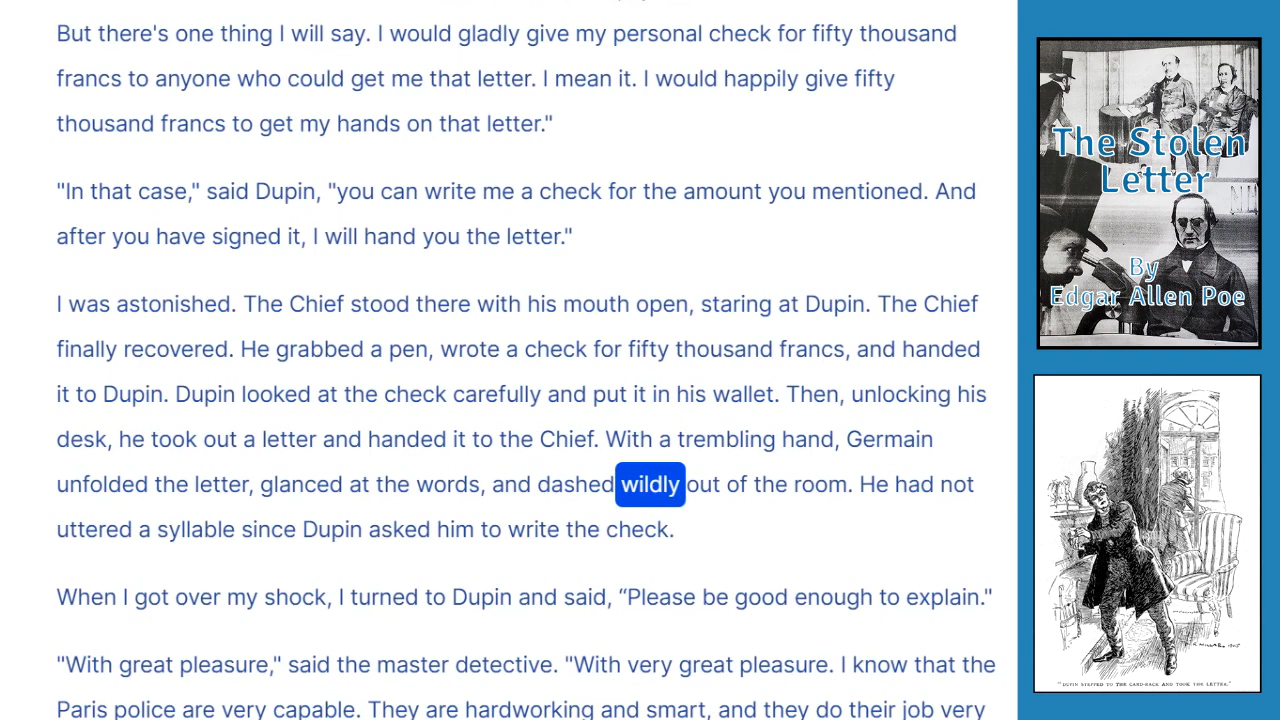 But there's one thing I will say. I would gladly give my personal check for fifty thousand
francs to anyone who could get me that letter. I mean it. I would happily give fifty
thousand francs to get my hands on that letter."
"In that case," said Dupin, "you can write me a check for the amount you mentioned. And
after you have signed it, I will hand you the letter."
I was astonished. The Chief stood there with his mouth open, staring at Dupin. The Chief
finally recovered. He grabbed a pen, wrote a check for fifty thousand francs, and handed
it to Dupin. Dupin looked at the check carefully and put it in his wallet. Then, unlocking his
desk, he took out a letter and handed it to the Chief. With a trembling hand, Germain
unfolded the letter, glanced at the words, and dashed wildly out of the room. He had not
uttered a syllable since Dupin asked him to write the check.
When I got over my shock, I turned to Dupin and said, “Please be good enough to explain."
"With great pleasure," said the master detective. "With very great pleasure. I know that the
Paris police are very capable. They are hardworking and smart, and they do their job very
The Stolen
Letter
By
Edgar Allen Poe
"DUPIN STEPPED TO THE CARD-RACK AND TOOK THE LETTER."